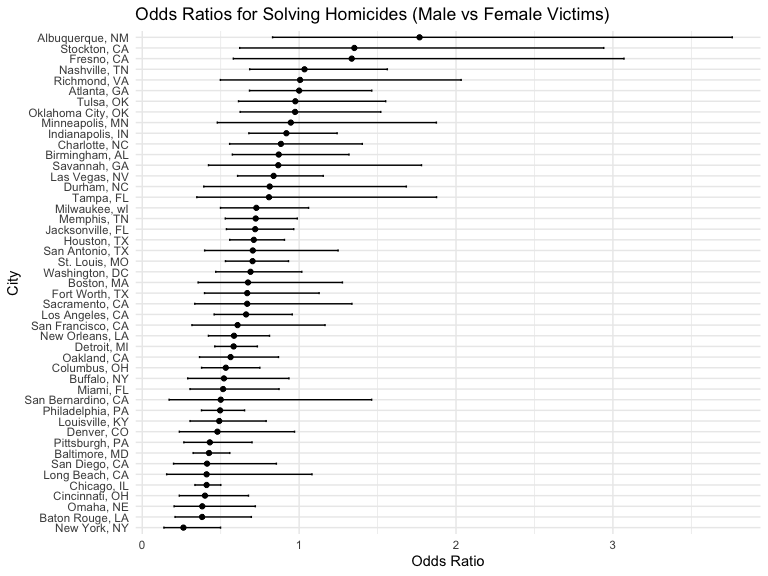 Odds Ratios for Solving Homicides (Male vs Female Victims)
Albuquerque, NM
Stockton, CA
Fresno, CA
Nashville, TN
Richmond, VA
Atlanta, GA
Tulsa, OK
Oklahoma City, OK
Minneapolis, MN
Indianapolis, IN
Charlotte, NC
Birmingham, AL
Savannah, GA
Las Vegas, NV
Durham, NC
Tampa, FL
Milwaukee, wI
Memphis, TN
Jacksonville, FL
Houston, TX
San Antonio, TX
St. Louis, MO
Washington, DC
Boston, MA
Fort Worth, TX
Sacramento, CA
Los Angeles, CA
San Francisco, CA
New Orleans, LA
Detroit, MI
Oakland, CA
Columbus, OH
Buffalo, NY
Miami, FL
San Bernardino, CA
Philadelphia, PA
Louisville, KY
Denver, CO
Pittsburgh, PA
Baltimore, MD
San Diego, CA
Long Beach, CA
Chicago, IL
Cincinnati, OH
Omaha, NE
Baton Rouge, LA
New York, NY
City
0 1 2 3
Odds Ratio